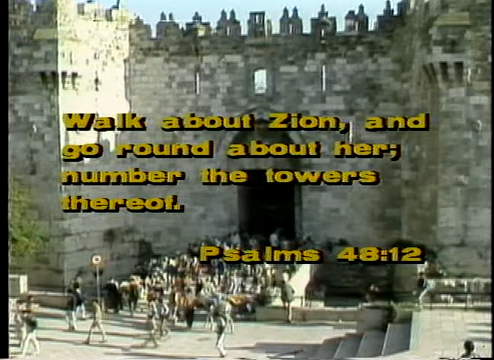 Walk about Zion, and
go round about her;
number the towers
thereof.
Psalms 48:12